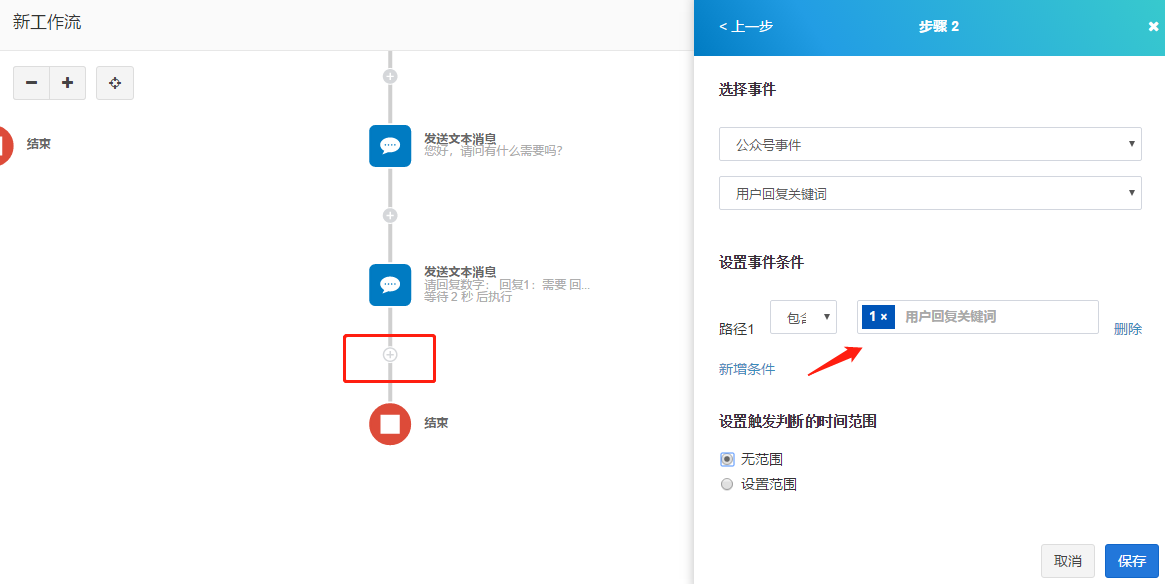 新工作流
结束
发送文本消息
您好，请问有什么需要吗?
发送文本消息
请回复数字： 回复1：需要 回...
等待 2 秒 后执行
结束
< 上一步
步骤 2
选择事件
公众号事件
用户回复关键词
设置事件条件
路径1
包含
1 ×
用户回复关键词
删除
新增条件
设置触发判断的时间范围
无范围
设置范围
取消
保存